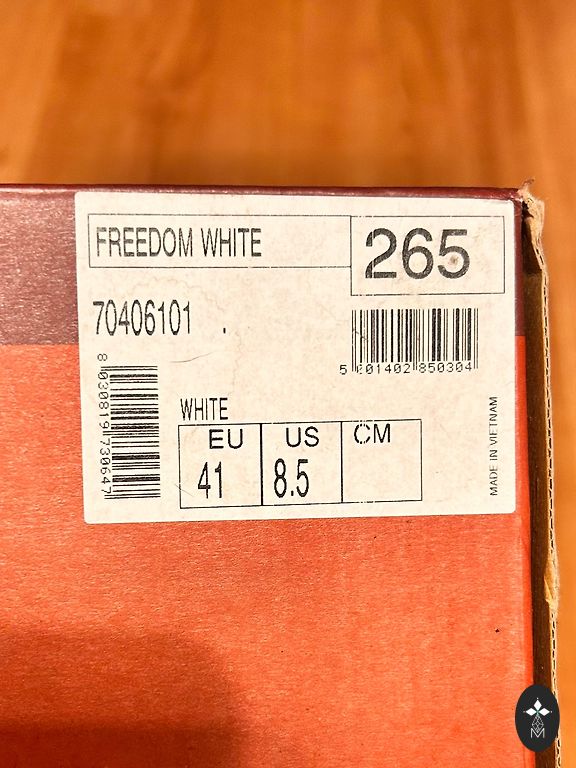 FREEDOM WHITE
265
70406101
5 201402 850304
8 030819 730647
WHITE
EU US CM
41 8.5
MADE IN VIETNAM
M